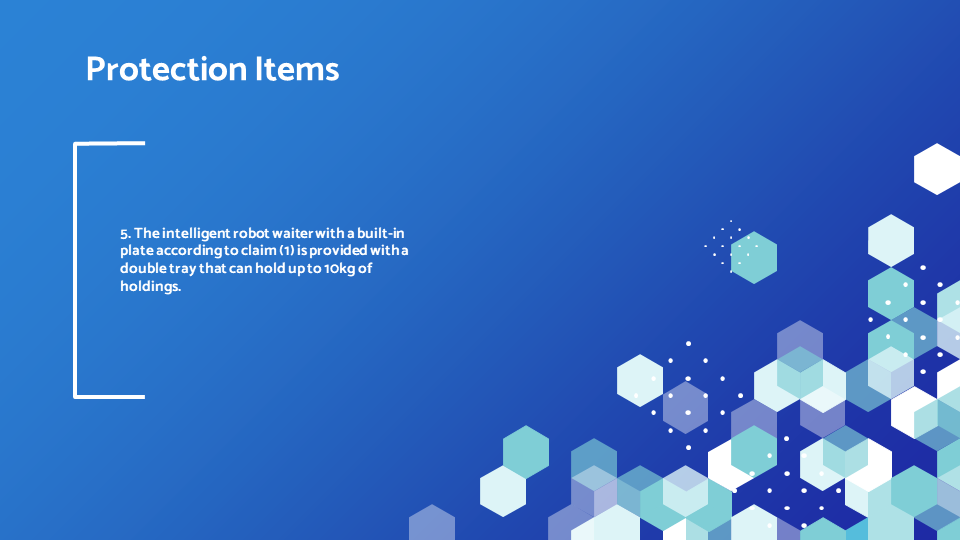 Protection Items
5. The intelligent robot waiter with a built-in
plate according to claim (1) is provided with a
double tray that can hold up to 10kg of
holdings.